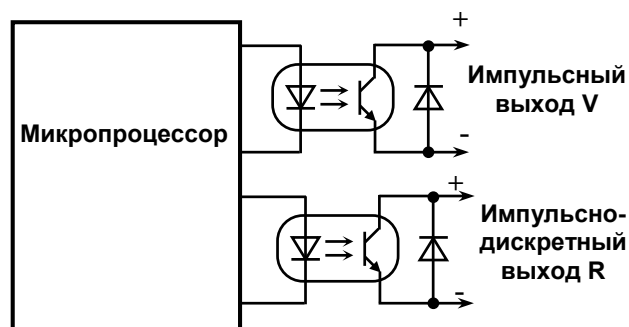 Микропроцессор
+
Импульсный
выход V
-
+
Импульсно-
дискретный
выход R
-